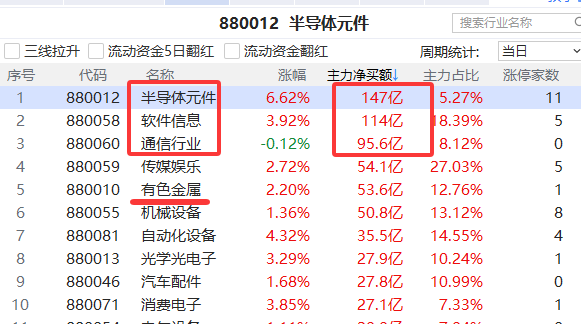 880012 半导体元件
搜索行业名称
三线拉升 流动资金5日翻红 流动资金翻红 周期统计: 当日
序号 代码 名称 涨幅 主力净买额↓ 主力占比 涨停家数
1 880012 半导体元件 6.62% 147亿 5.27% 11
2 880058 软件信息 3.92% 114亿 18.39% 5
3 880060 通信行业 -0.12% 95.6亿 8.12% 0
4 880059 传媒娱乐 2.72% 54.1亿 27.03% 5
5 880010 有色金属 2.20% 53.6亿 12.76% 1
6 880055 机械设备 1.36% 50.8亿 13.12% 8
7 880081 自动化设备 4.32% 35.5亿 14.55% 4
8 880013 光学光电子 3.29% 27.9亿 10.24% 1
9 880046 汽车配件 1.68% 27.8亿 10.99% 0
10 880071 消费电子 3.85% 27.1亿 7.33% 1